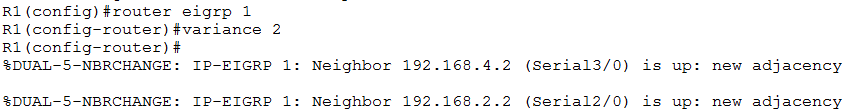 R1(config)#router eigrp 1
R1(config-router)#variance 2
R1(config-router)#
%DUAL-5-NBRCHANGE: IP-EIGRP 1: Neighbor 192.168.4.2 (Serial3/0) is up: new adjacency
%DUAL-5-NBRCHANGE: IP-EIGRP 1: Neighbor 192.168.2.2 (Serial2/0) is up: new adjacency